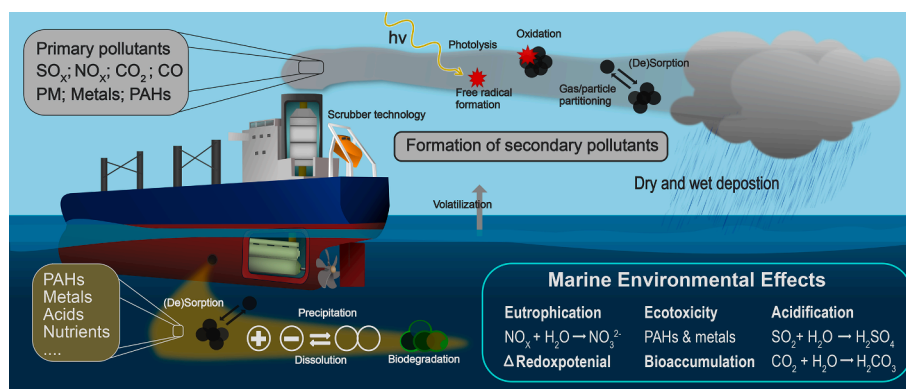 Primary pollutants
SOX; NOX; CO2; CO
PM; Metals; PAHs
hv
Photolysis
Free radical
formation
Oxidation
(De)Sorption
Gas/particle
partitioning
Scrubber technology
Formation of secondary pollutants
Dry and wet depostion
Volatilization
PAHs
Metals
Acids
Nutrients
....
(De)Sorption
Precipitation
+ −
Dissolution
Biodegradation
Marine Environmental Effects
Eutrophication
NOX + H2O → NO3²⁻
Δ Redoxpotenial
Ecotoxicity
PAHs & metals
Bioaccumulation
Acidification
SO2 + H2O → H2SO4
CO2 + H2O → H2CO3